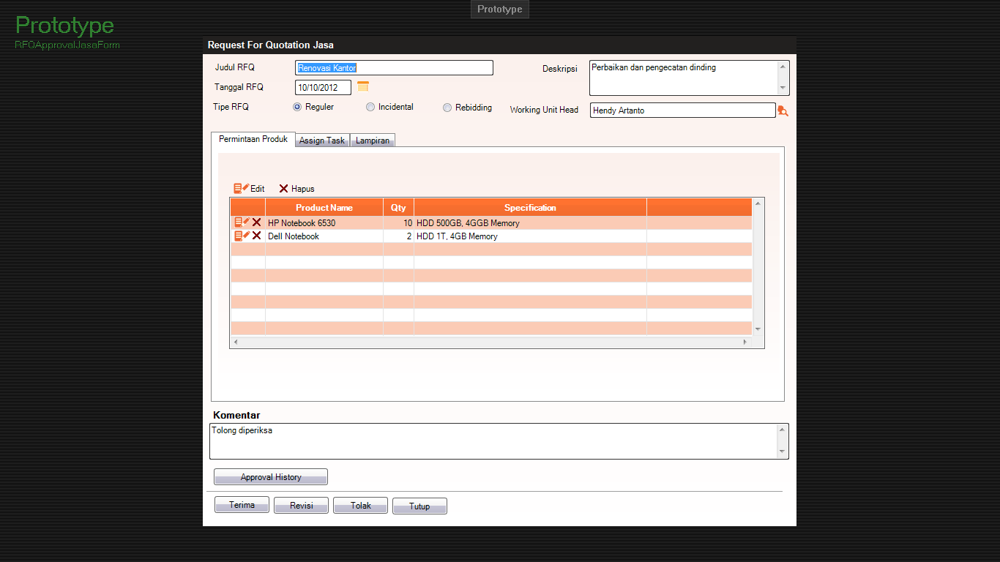 Prototype
Prototype
RFQApprovalJasaForm
Request For Quotation Jasa
Judul RFQ Renovasi Kantor Deskripsi Perbaikan dan pengecatan dinding
Tanggal RFQ 10/10/2012
Tipe RFQ Reguler Incidental Rebidding Working Unit Head Hendy Artanto
Permintaan Produk Assign Task Lampiran
Edit Hapus
Product Name Qty Specification
HP Notebook 6530 10 HDD 500GB, 4GGB Memory
Dell Notebook 2 HDD 1T, 4GB Memory
Komentar
Tolong diperiksa
Approval History
Terima Revisi Tolak Tutup